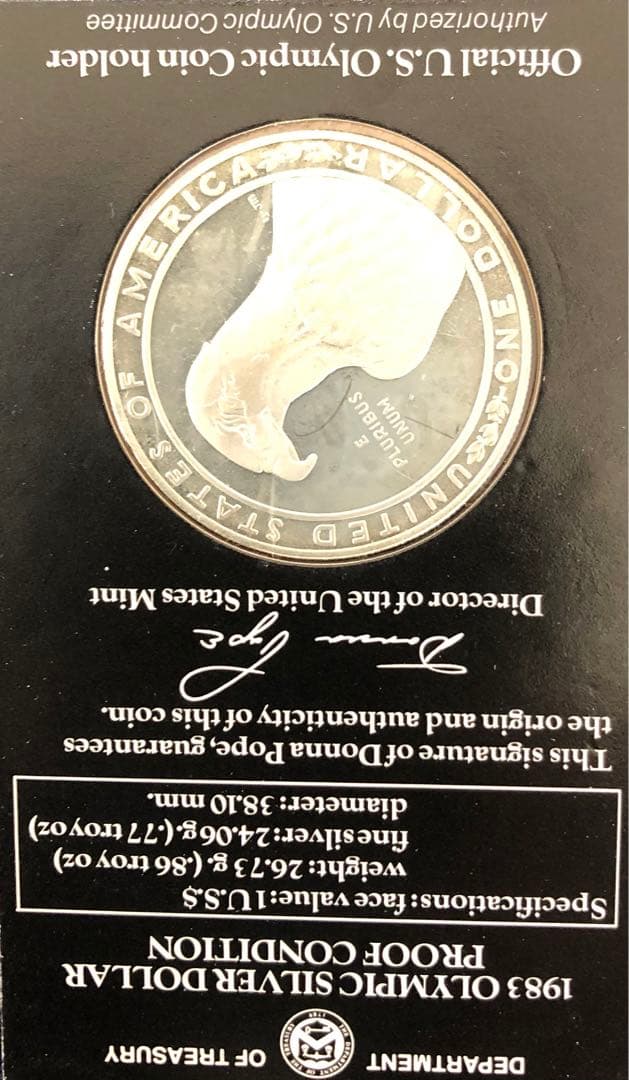 DEPARTMENT OF TREASURY
1983 OLYMPIC SILVER DOLLAR
PROOF CONDITION
Specifications: face value: 1 U.S.$
weight: 26.73 g. (.86 troy oz)
fine silver: 24.06g. (.77 troy oz)
diameter: 38.10 mm.
This signature of Donna Pope, guarantees
the origin and authenticity of this coin.
Donna Pope
Director of the United States Mint
UNITED STATES OF AMERICA
ONE DOLLAR
E
PLURIBUS
UNUM
Official U.S. Olympic Coin holder
Authorized by U.S. Olympic Committee